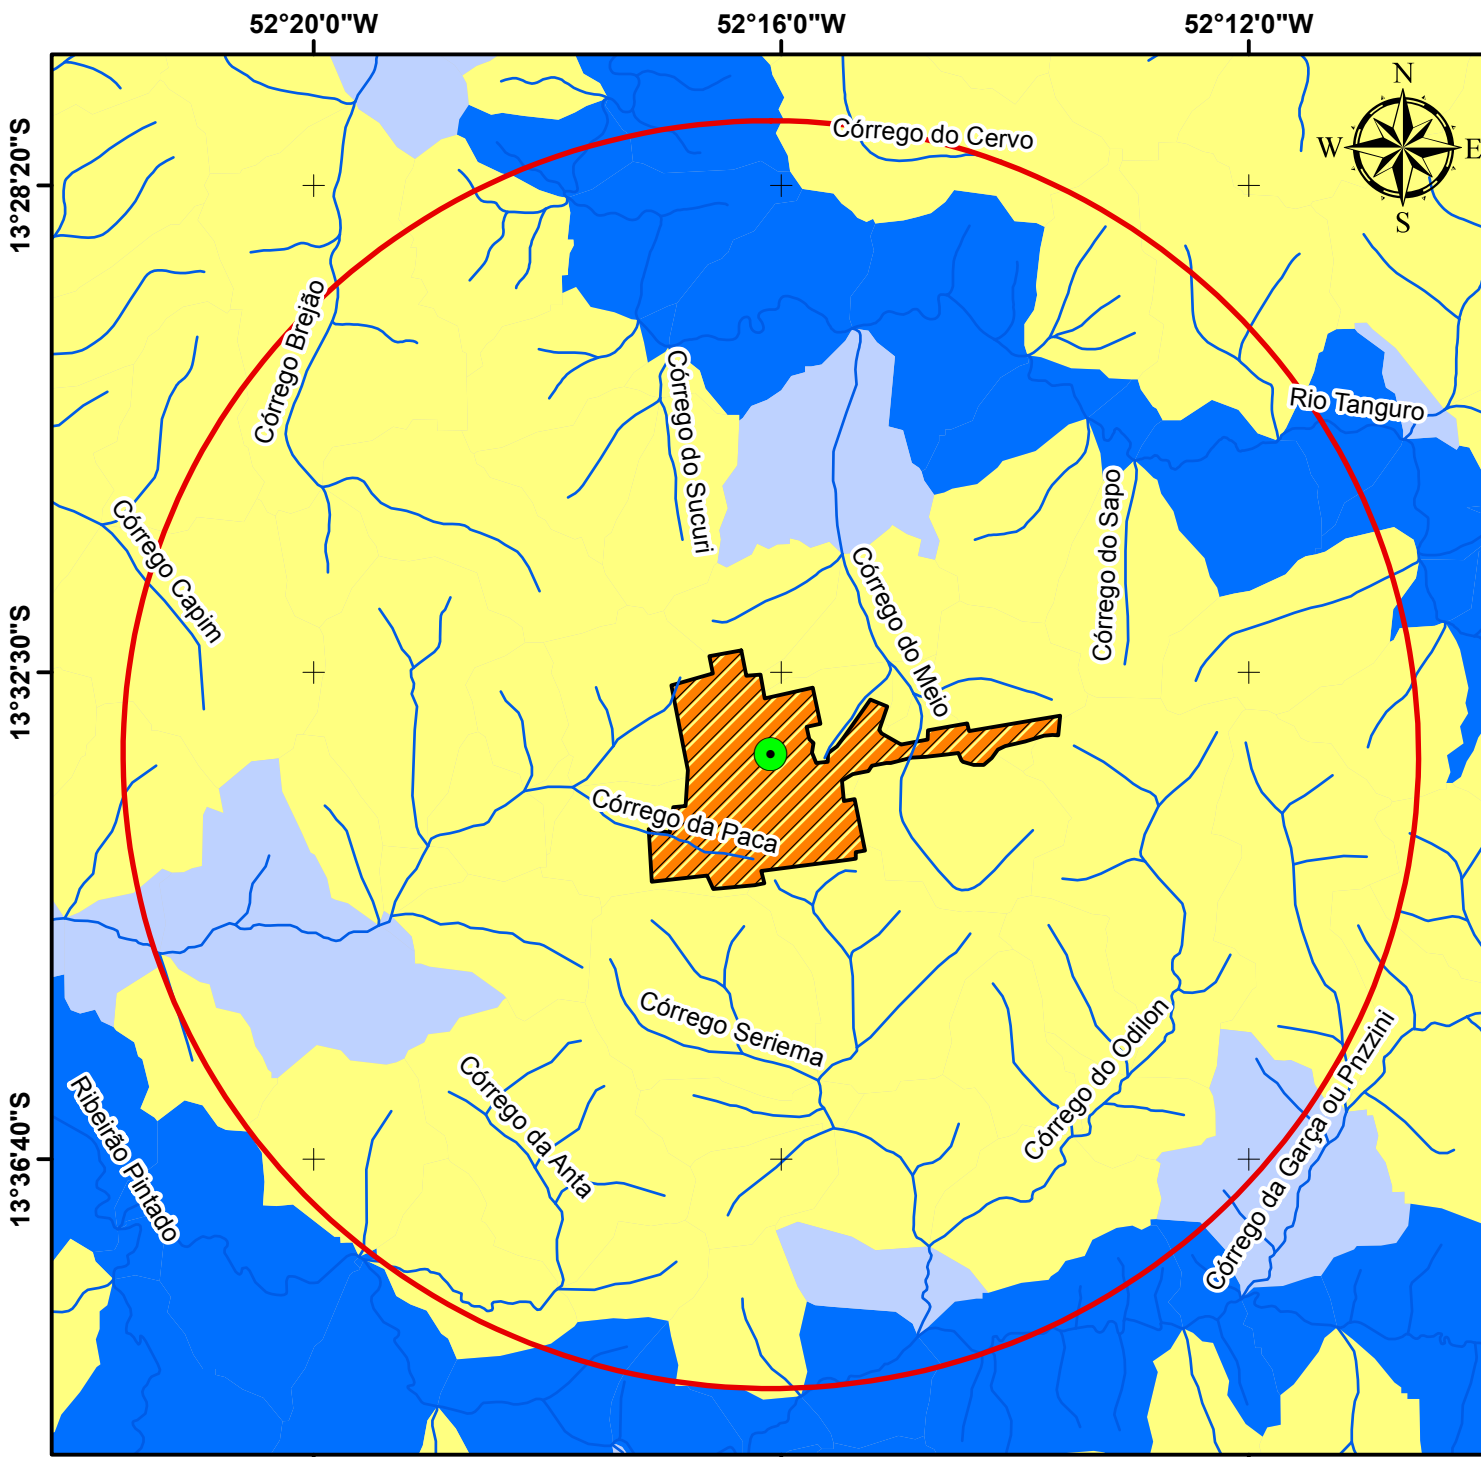 52°20'0"W
52°16'0"W
52°12'0"W
N
W
E
S
13°28'20"S
13°32'30"S
13°36'40"S
Córrego do Cervo
Córrego Brejão
Córrego do Sucuri
Rio Tanguro
Córrego do Sapo
Córrego Capim
Córrego do Meio
Córrego da Paca
Córrego Seriema
Córrego do Odilon
Córrego da Garça ou Pnzzini
Córrego da Anta
Ribeirão Pintado